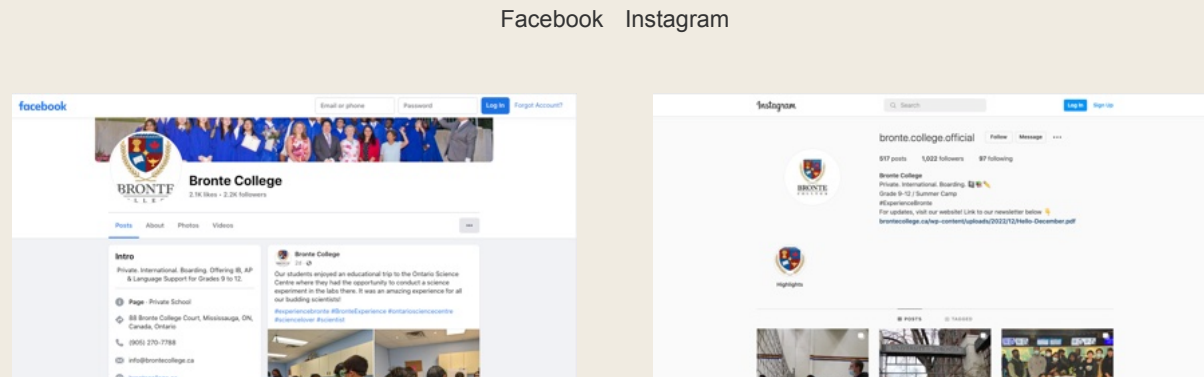 Facebook Instagram
facebook
Email or phone
Password
Log In
Forgot Account?
BRONTE
Bronte College
2.1K likes • 2.2K followers
Posts About Photos Videos
Intro
Private. International. Boarding. Offering IB, AP
& Language Support for Grades 9 to 12.
Page · Private School
88 Bronte College Court, Mississauga, ON,
Canada, Ontario
(905) 270-7788
info@brontecollege.ca
Bronte College
2d
Our students enjoyed an educational trip to the Ontario Science
Centre where they had the opportunity to conduct a science
experiment in the labs there. It was an amazing experience for all
our budding scientists!
#experiencebronte #BronteExperience #ontariosciencecentre
#sciencelover #scientist
Instagram
Search
Log In
Sign Up
BRONTE
COLLEGE
bronte.college.official
Follow
Message
517 posts 1,022 followers 97 following
Bronte College
Private. International. Boarding.
Grade 9-12 / Summer Camp
#ExperienceBronte
For updates, visit our website! Link to our newsletter below
brontecollege.ca/wp-content/uploads/2022/12/Hello-December.pdf
Highlights
POSTS
TAGGED